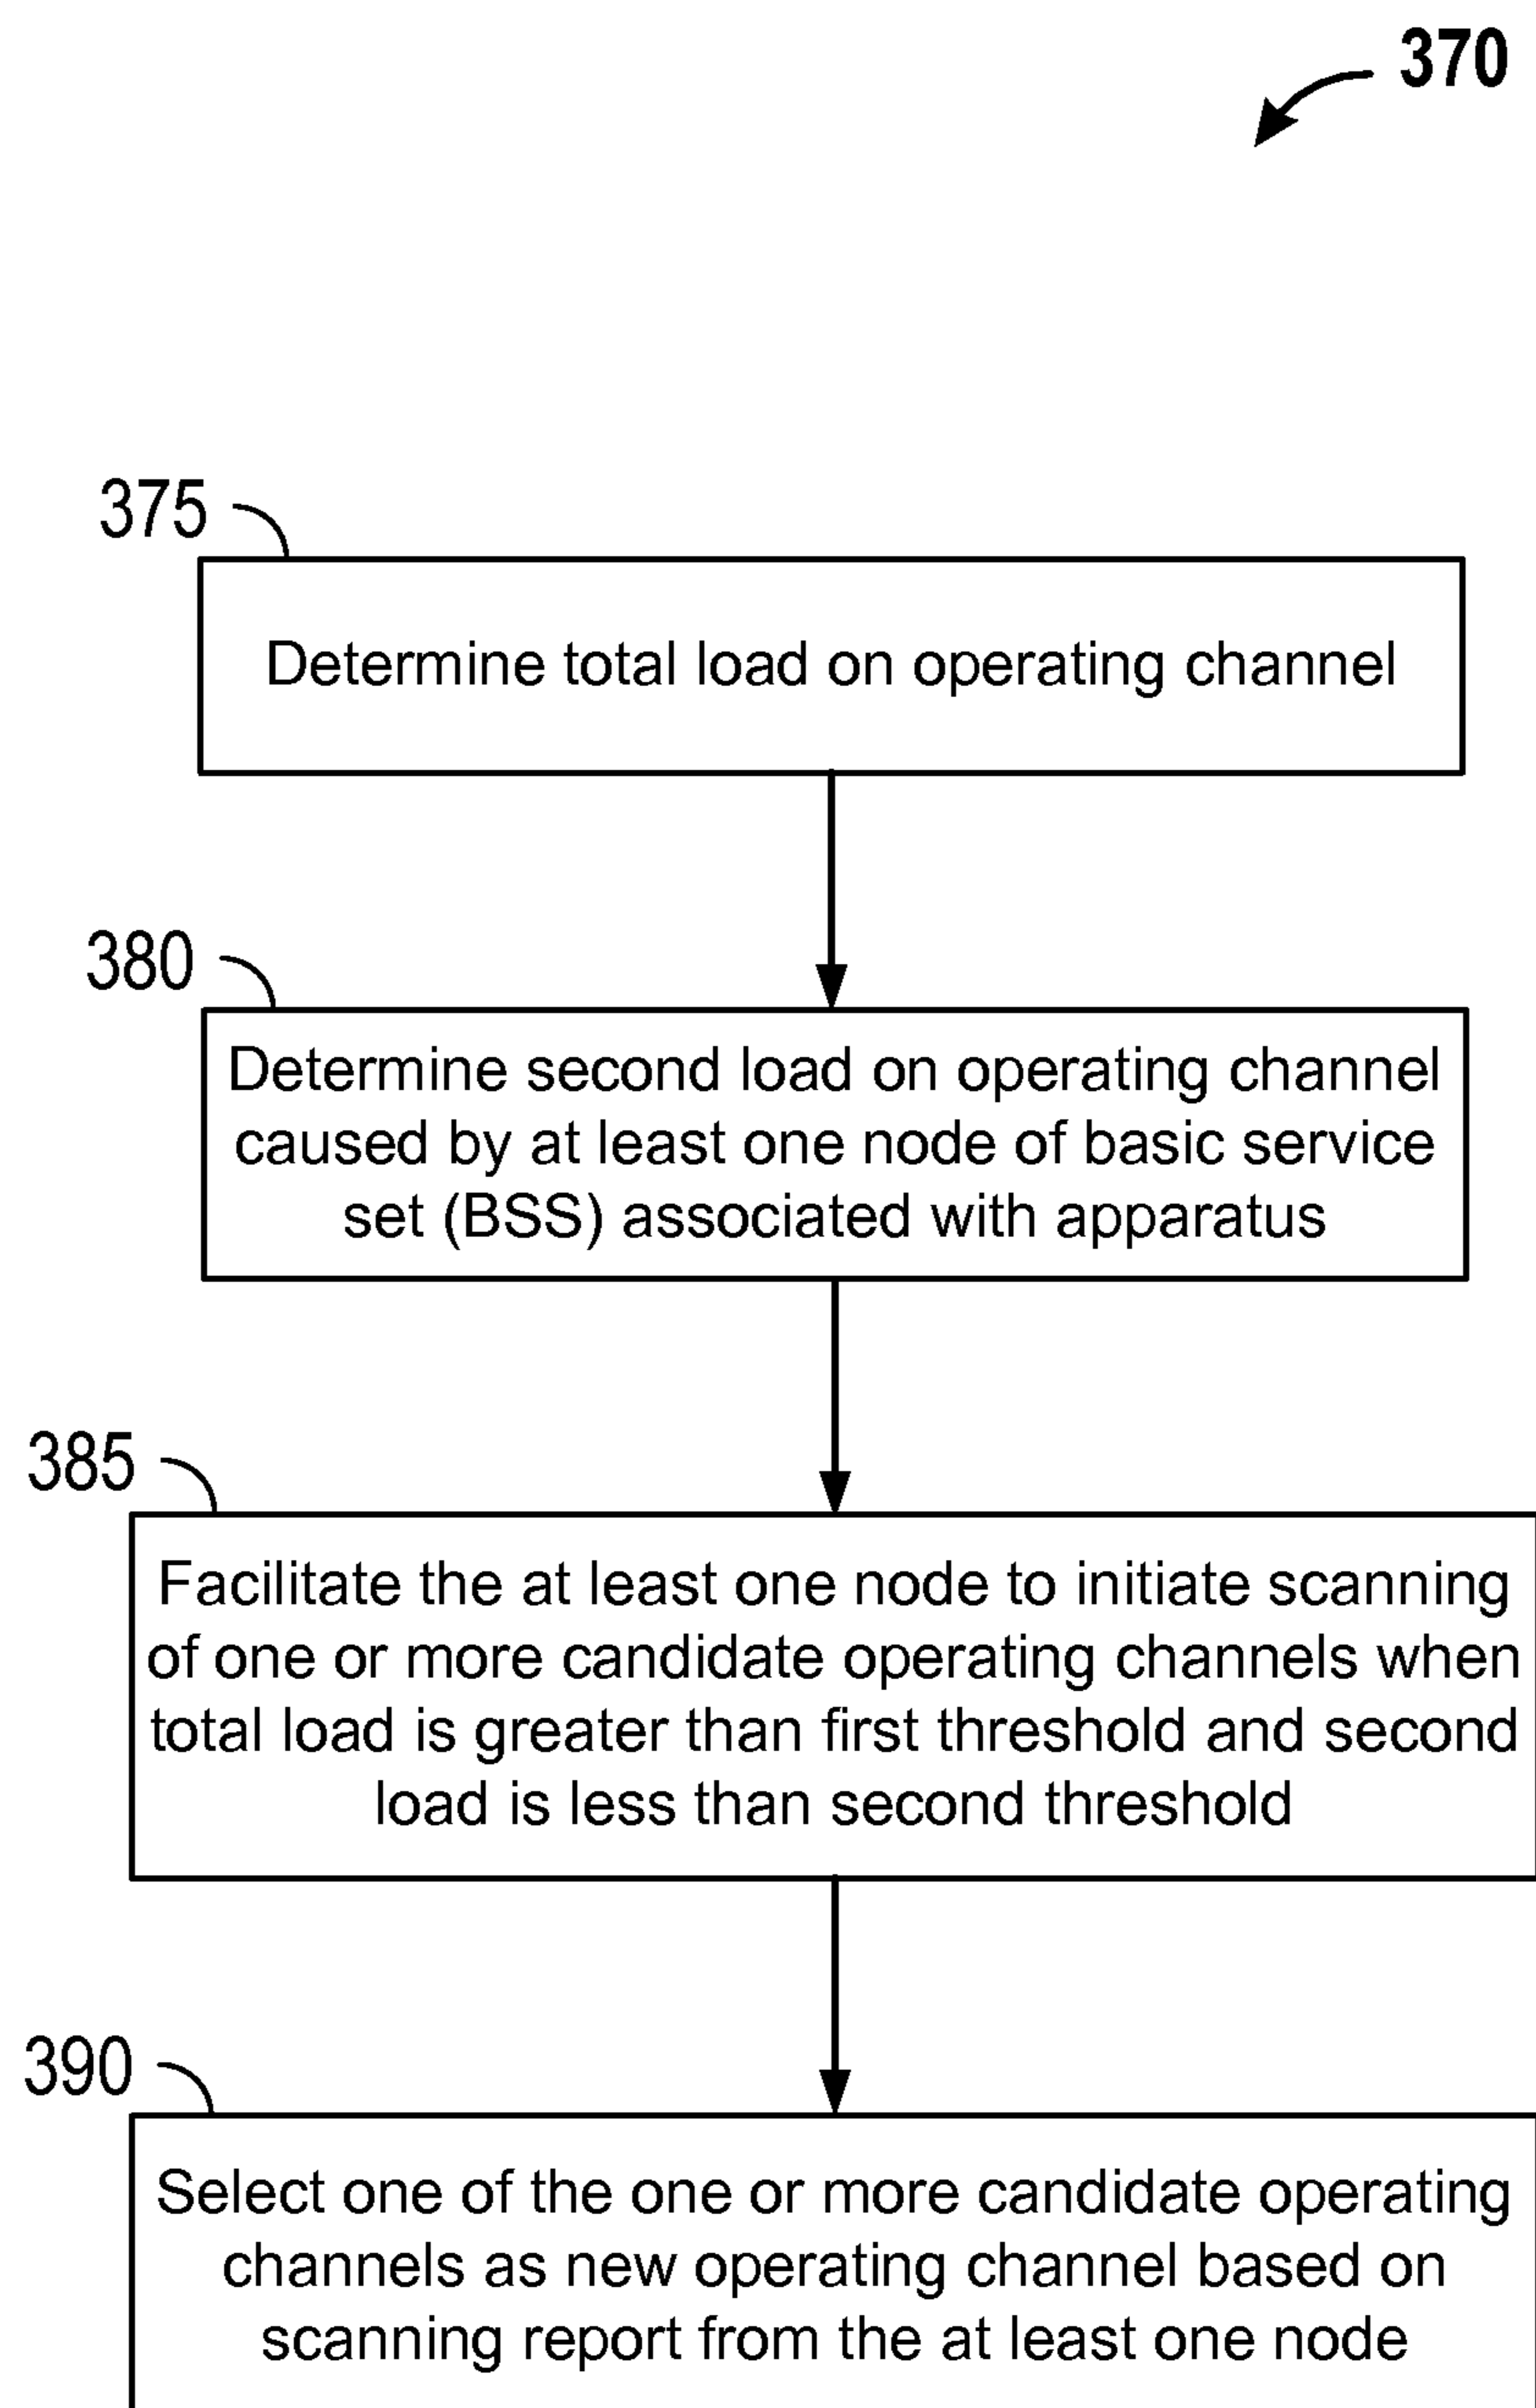 370
375
Determine total load on operating channel
380
Determine second load on operating channel
caused by at least one node of basic service
set (BSS) associated with apparatus
385
Facilitate the at least one node to initiate scanning
of one or more candidate operating channels when
total load is greater than first threshold and second
load is less than second threshold
390
Select one of the one or more candidate operating
channels as new operating channel based on
scanning report from the at least one node